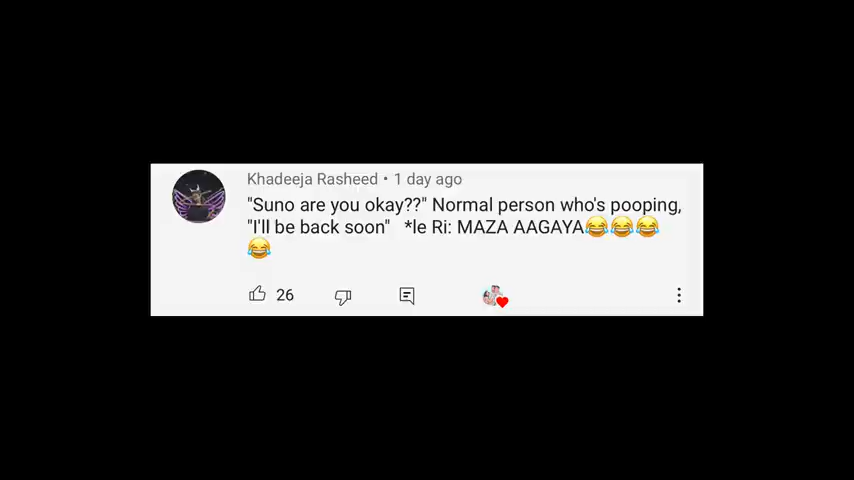 Khadeeja Rasheed • 1 day ago
"Suno are you okay??" Normal person who's pooping,
"I'll be back soon"   *le Ri: MAZA AAGAYA😂😂😂
😂
26